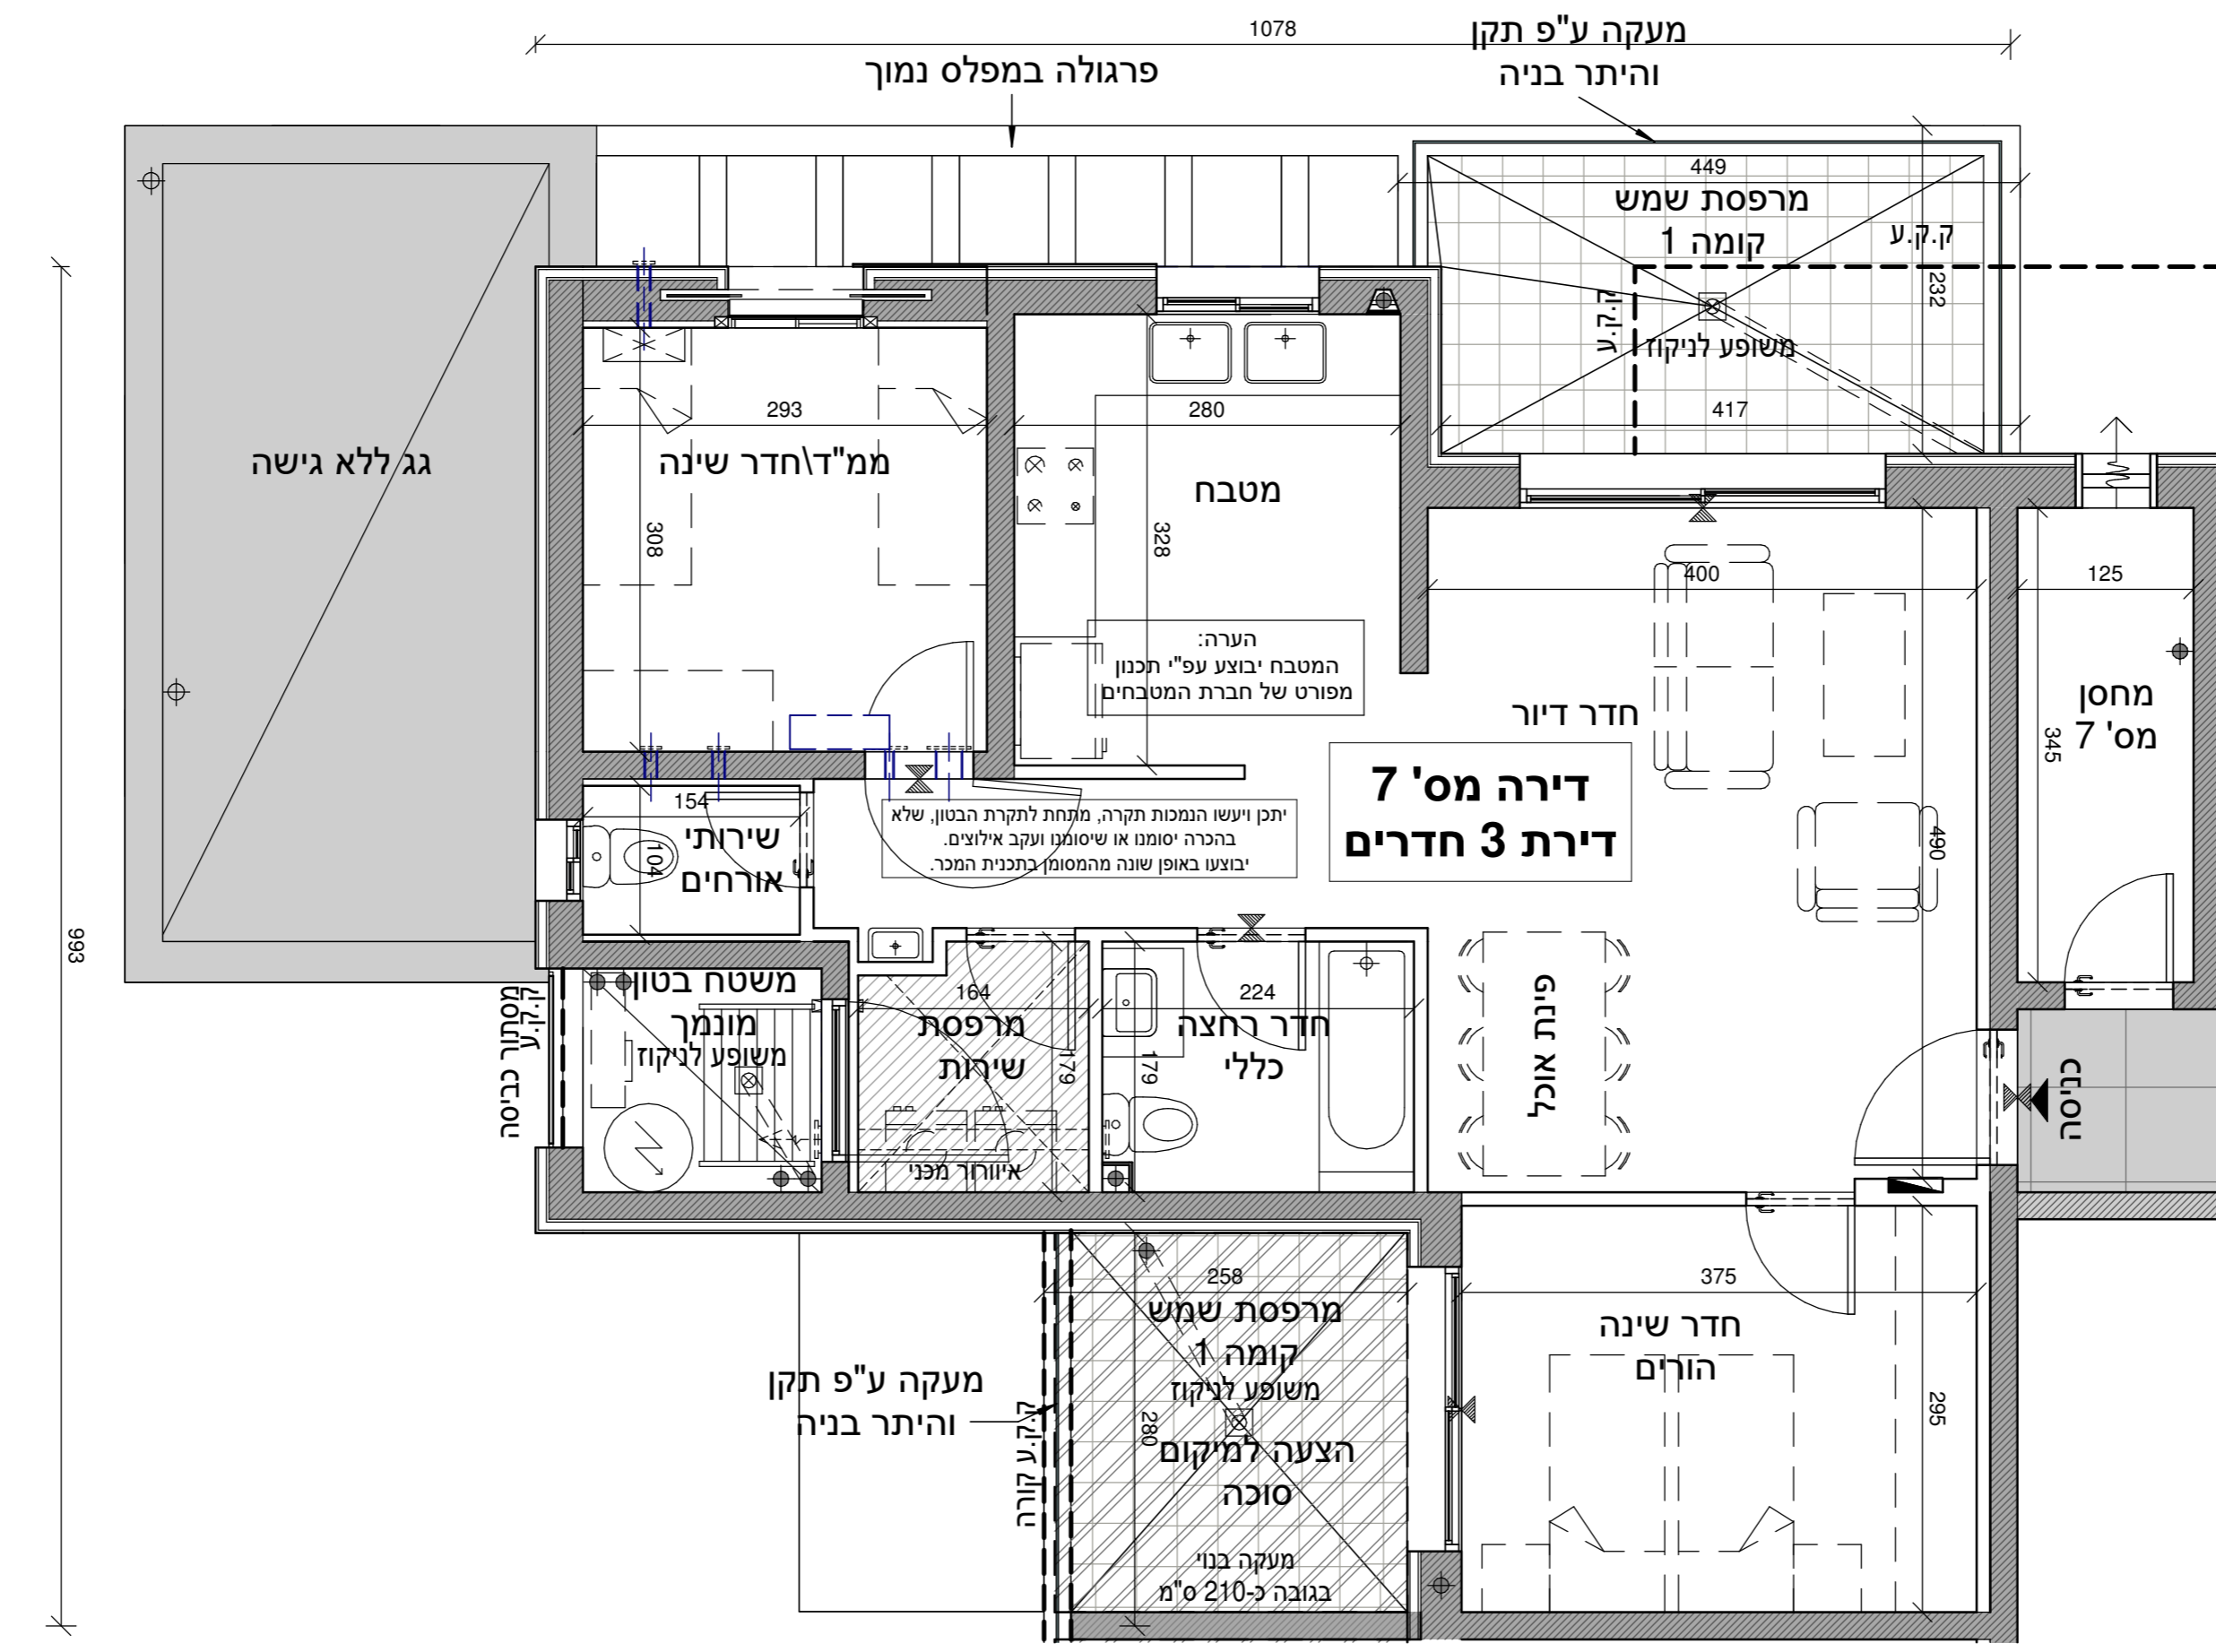 1078
מעקה ע"פ תקן
והיתר בניה
פרגולה במפלס נמוך
449
מרפסת שמש
קומה 1
ק.ק.ע
232
ק.ק.ע
משופע לניקוז
417
גג ללא גישה
293
ממ"ד\חדר שינה
308
280
מטבח
328
הערה:
המטבח יבוצע עפ"י תכנון
מפורט של חברת המטבחים
400
חדר דיור
125
מחסן
מס' 7
345
דירה מס' 7
דירת 3 חדרים
490
154
שירותי
אורחים
104
יתכן ויעשו הנמכות תקרה, מתחת לתקרת הבטון, שלא
בהכרה יסומנו או שיסומנו ועקב אילוצים.
יבוצעו באופן שונה מהמסומן בתכנית המכר.
993
משטח בטון
מונמך
משופע לניקוז
מסתור כביסה
ק.ק.ע
164
מרפסת
שירות
179
איוורור מכני
224
חדר רחצה
כללי
179
פינת אוכל
כניסה
258
מרפסת שמש
קומה 1
משופע לניקוז
280
הצעה למיקום
סוכה
מעקה בנוי
בגובה כ-210 ס"מ
מעקה ע"פ תקן
והיתר בניה
ק.ק.ע קורה
375
חדר שינה
הורים
295